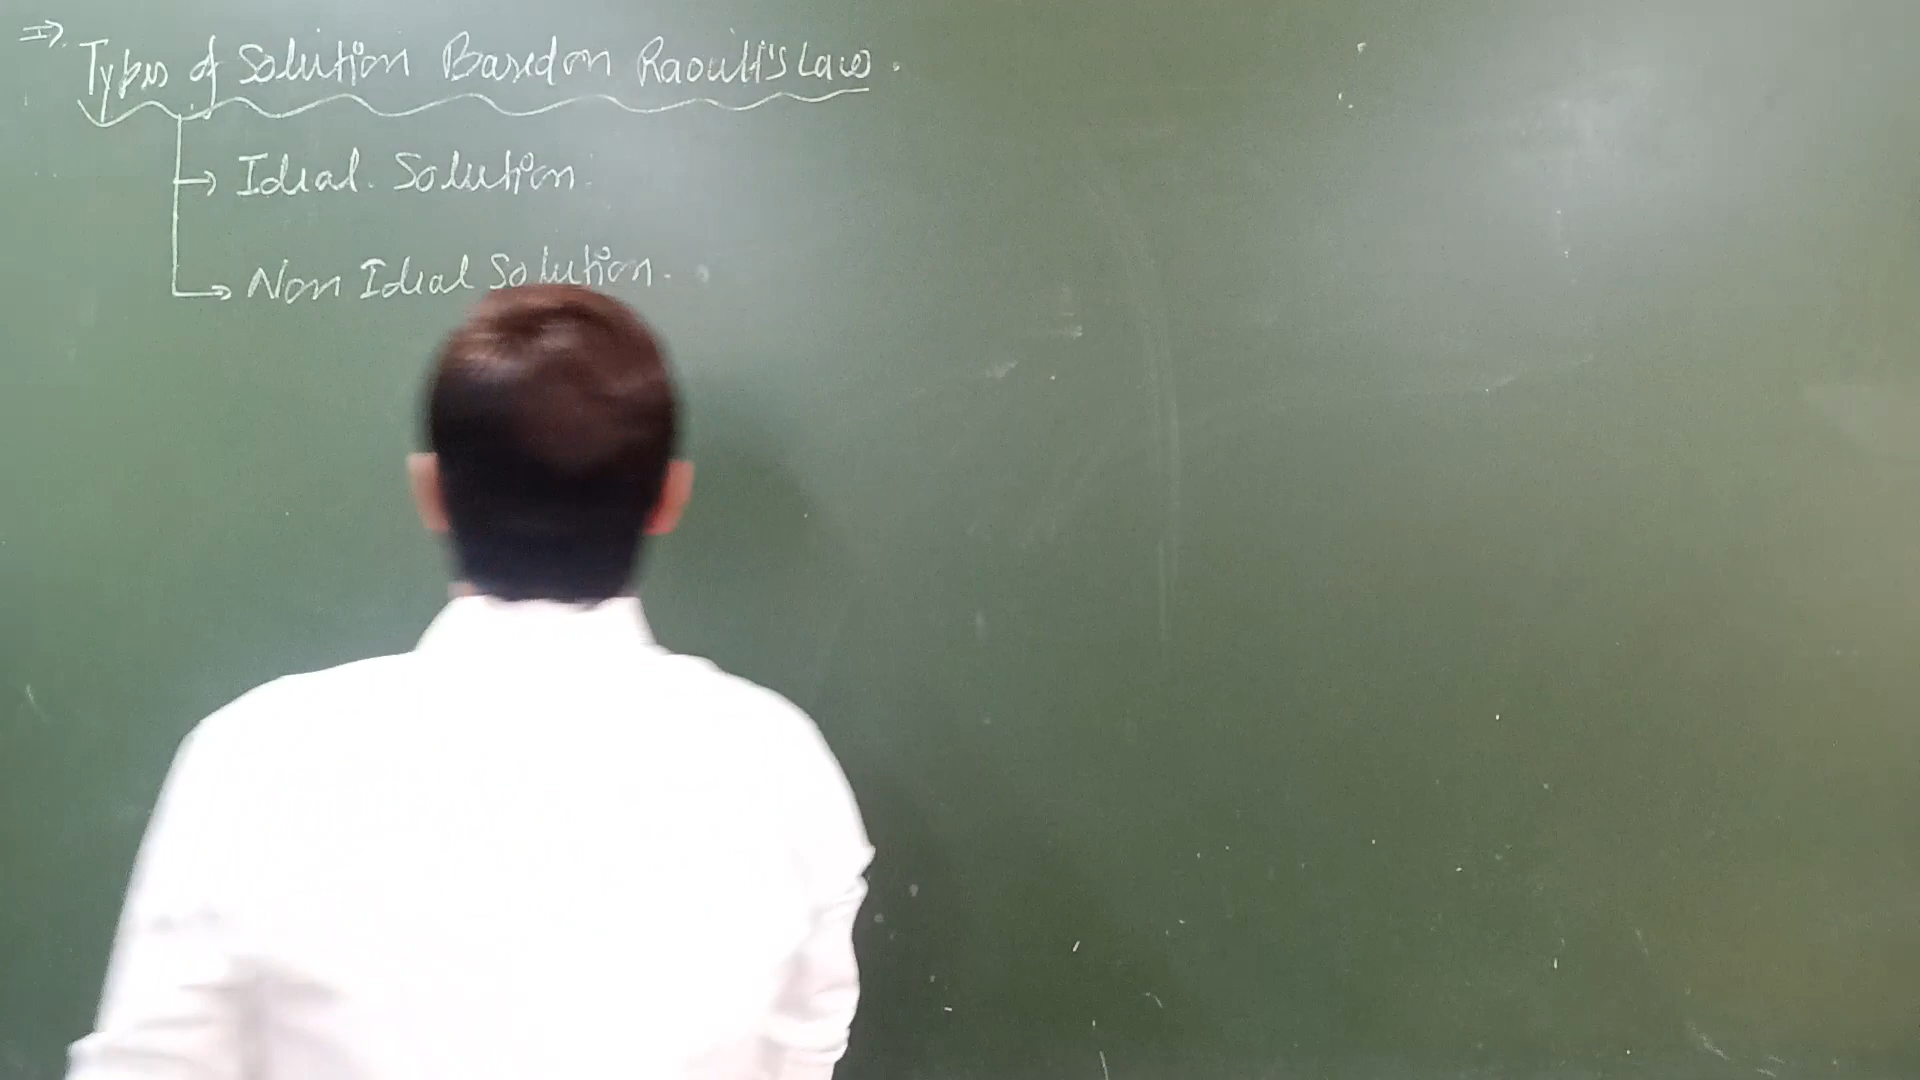 ⇒ Types of Solution Based on Raoult's Law.
→ Ideal Solution.
→ Non Ideal Solution.